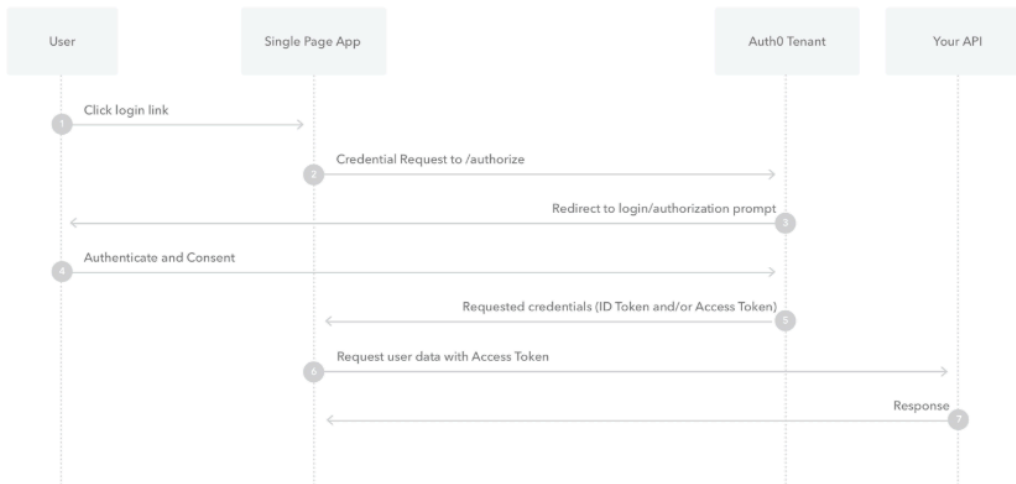 User
Single Page App
Auth0 Tenant
Your API
Click login link
1
Credential Request to /authorize
2
Redirect to login/authorization prompt
3
Authenticate and Consent
4
Requested credentials (ID Token and/or Access Token)
5
Request user data with Access Token
6
Response
7